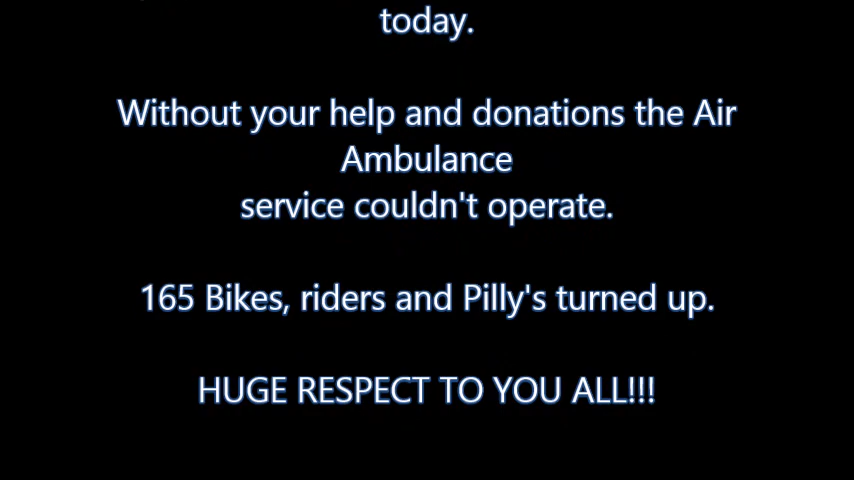 today.
Without your help and donations the Air
Ambulance
service couldn't operate.
165 Bikes, riders and Pilly's turned up.
HUGE RESPECT TO YOU ALL!!!